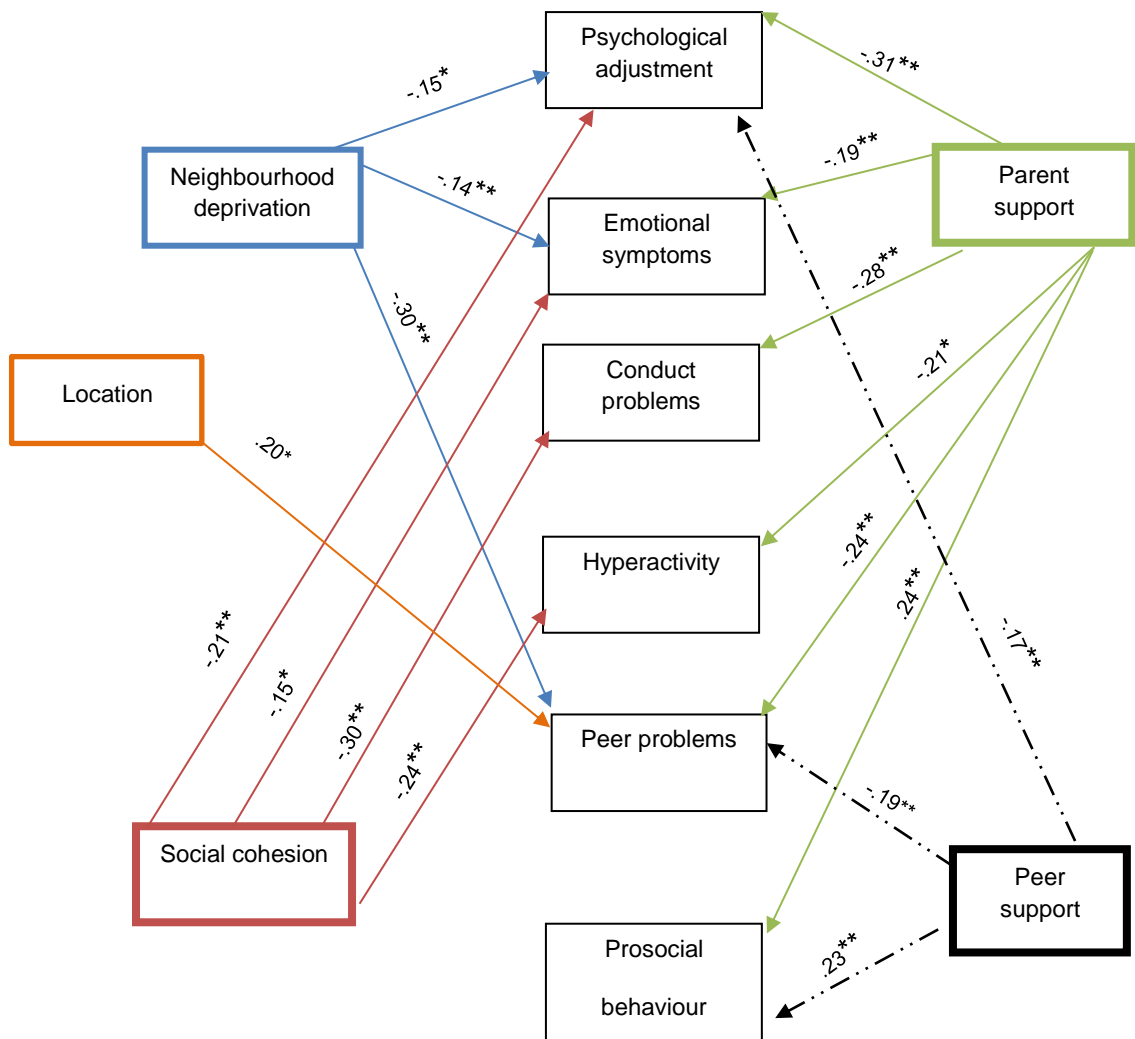 Psychological
adjustment
-.31**
-.15*
Neighbourhood
deprivation
-.19**
Parent
support
-.14**
Emotional
symptoms
-.28**
-.30**
Conduct
problems
-.21*
Location
.20*
Hyperactivity
-.24**
.24**
-.17**
-.21**
-.15*
-.30**
-.24**
Peer problems
-.19**
Social cohesion
Peer
support
Prosocial
behaviour
.23**